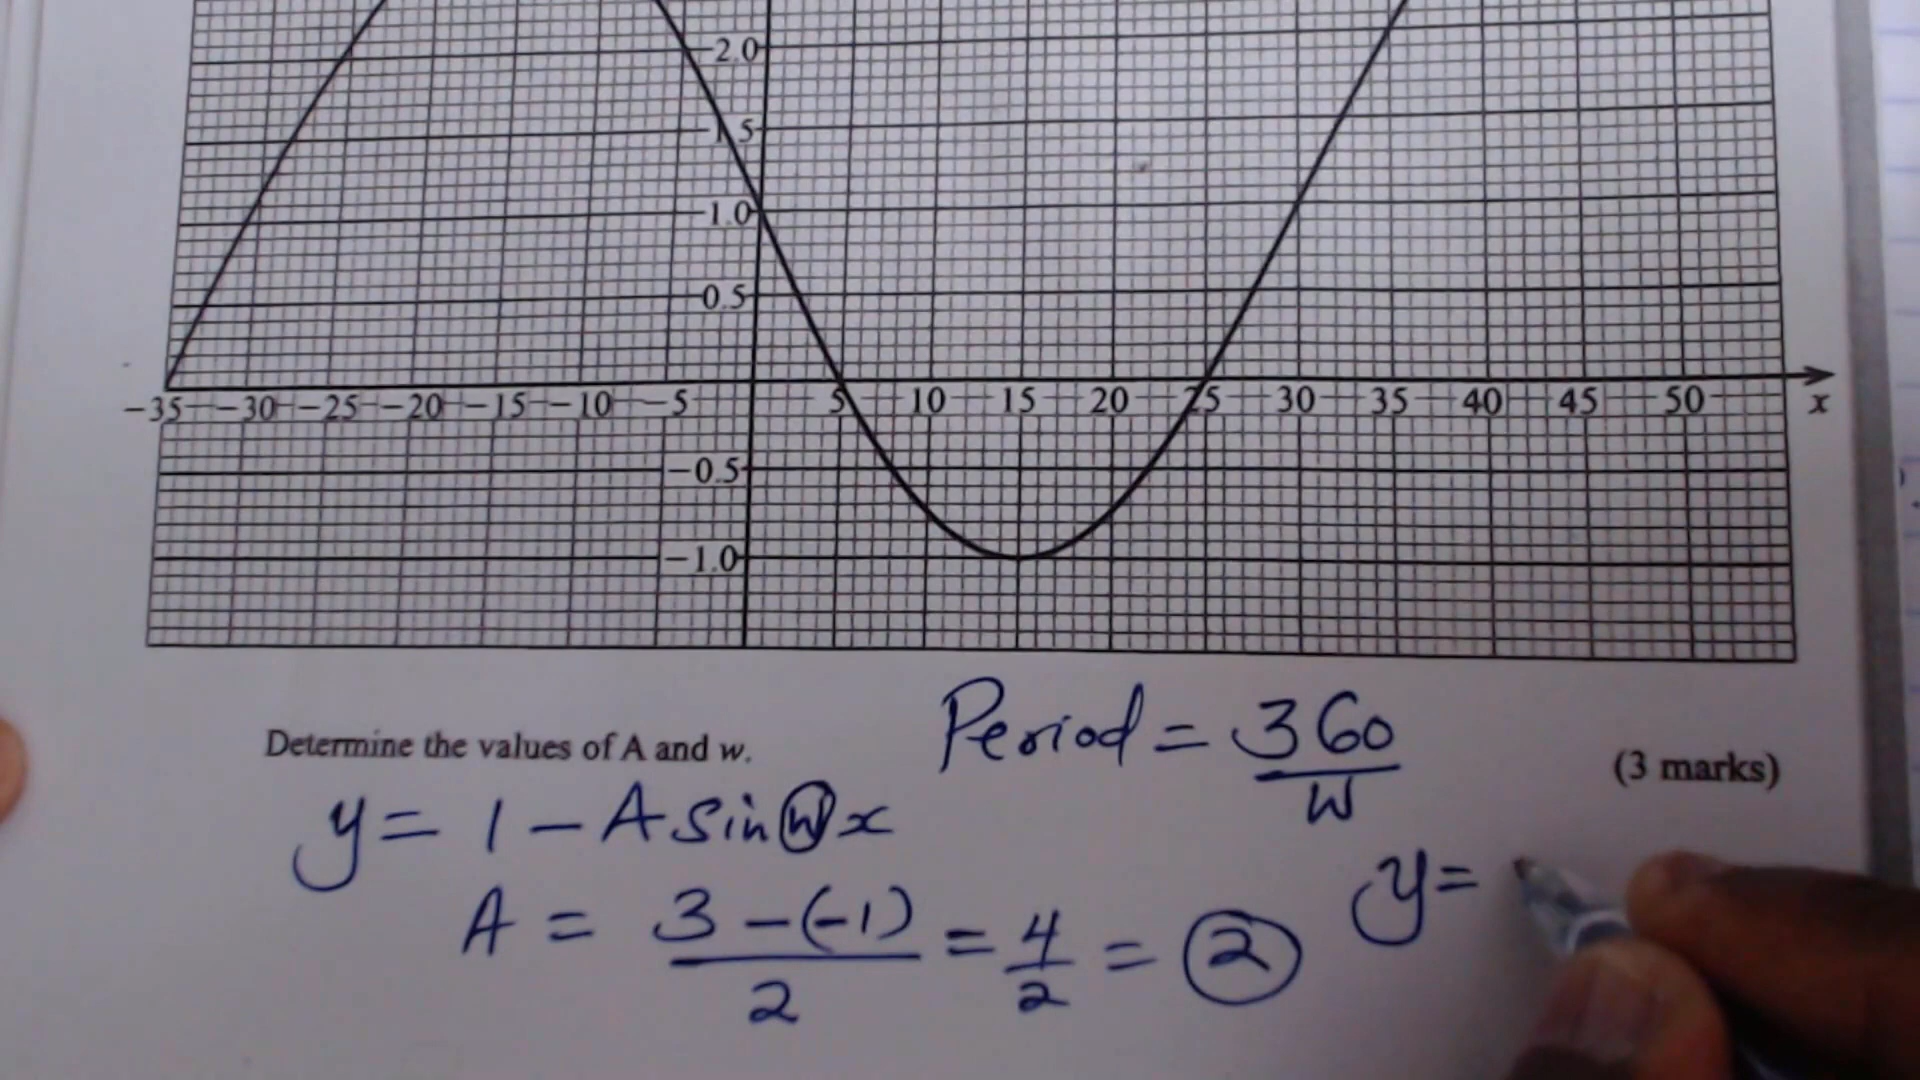 2.0
1.5
1.0
0.5
-35 -30 -25 -20 -15 -10 -5 5 10 15 20 25 30 35 40 45 50 x
-0.5
-1.0
Determine the values of A and w.
(3 marks)
Period = 360/w
y = 1 - A sin w x
A = 3 - (-1)/2 = 4/2 = 2
y =